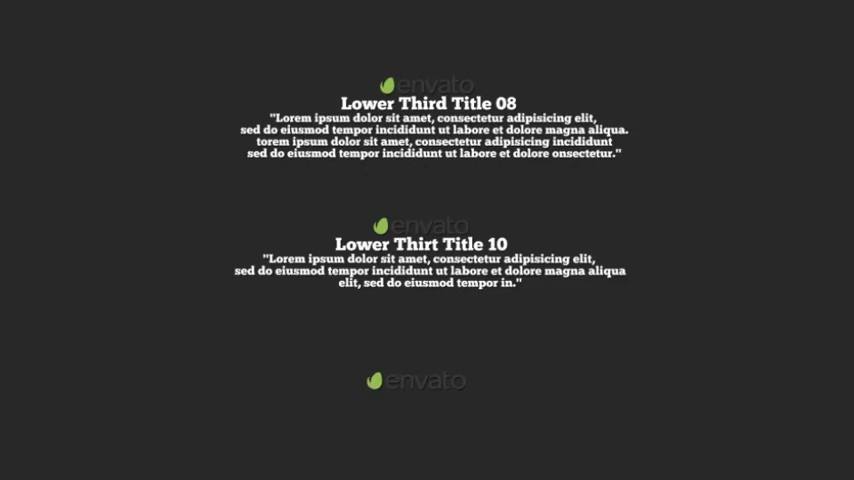 envato
Lower Third Title 08
"Lorem ipsum dolor sit amet, consectetur adipisicing elit,
sed do eiusmod tempor incididunt ut labore et dolore magna aliqua.
torem ipsum dolor sit amet, consectetur adipisicing incididunt
sed do eiusmod tempor incididunt ut labore et dolore onsectetur."
envato
Lower Thirt Title 10
"Lorem ipsum dolor sit amet, consectetur adipisicing elit,
sed do eiusmod tempor incididunt ut labore et dolore magna aliqua
elit, sed do eiusmod tempor in."
envato